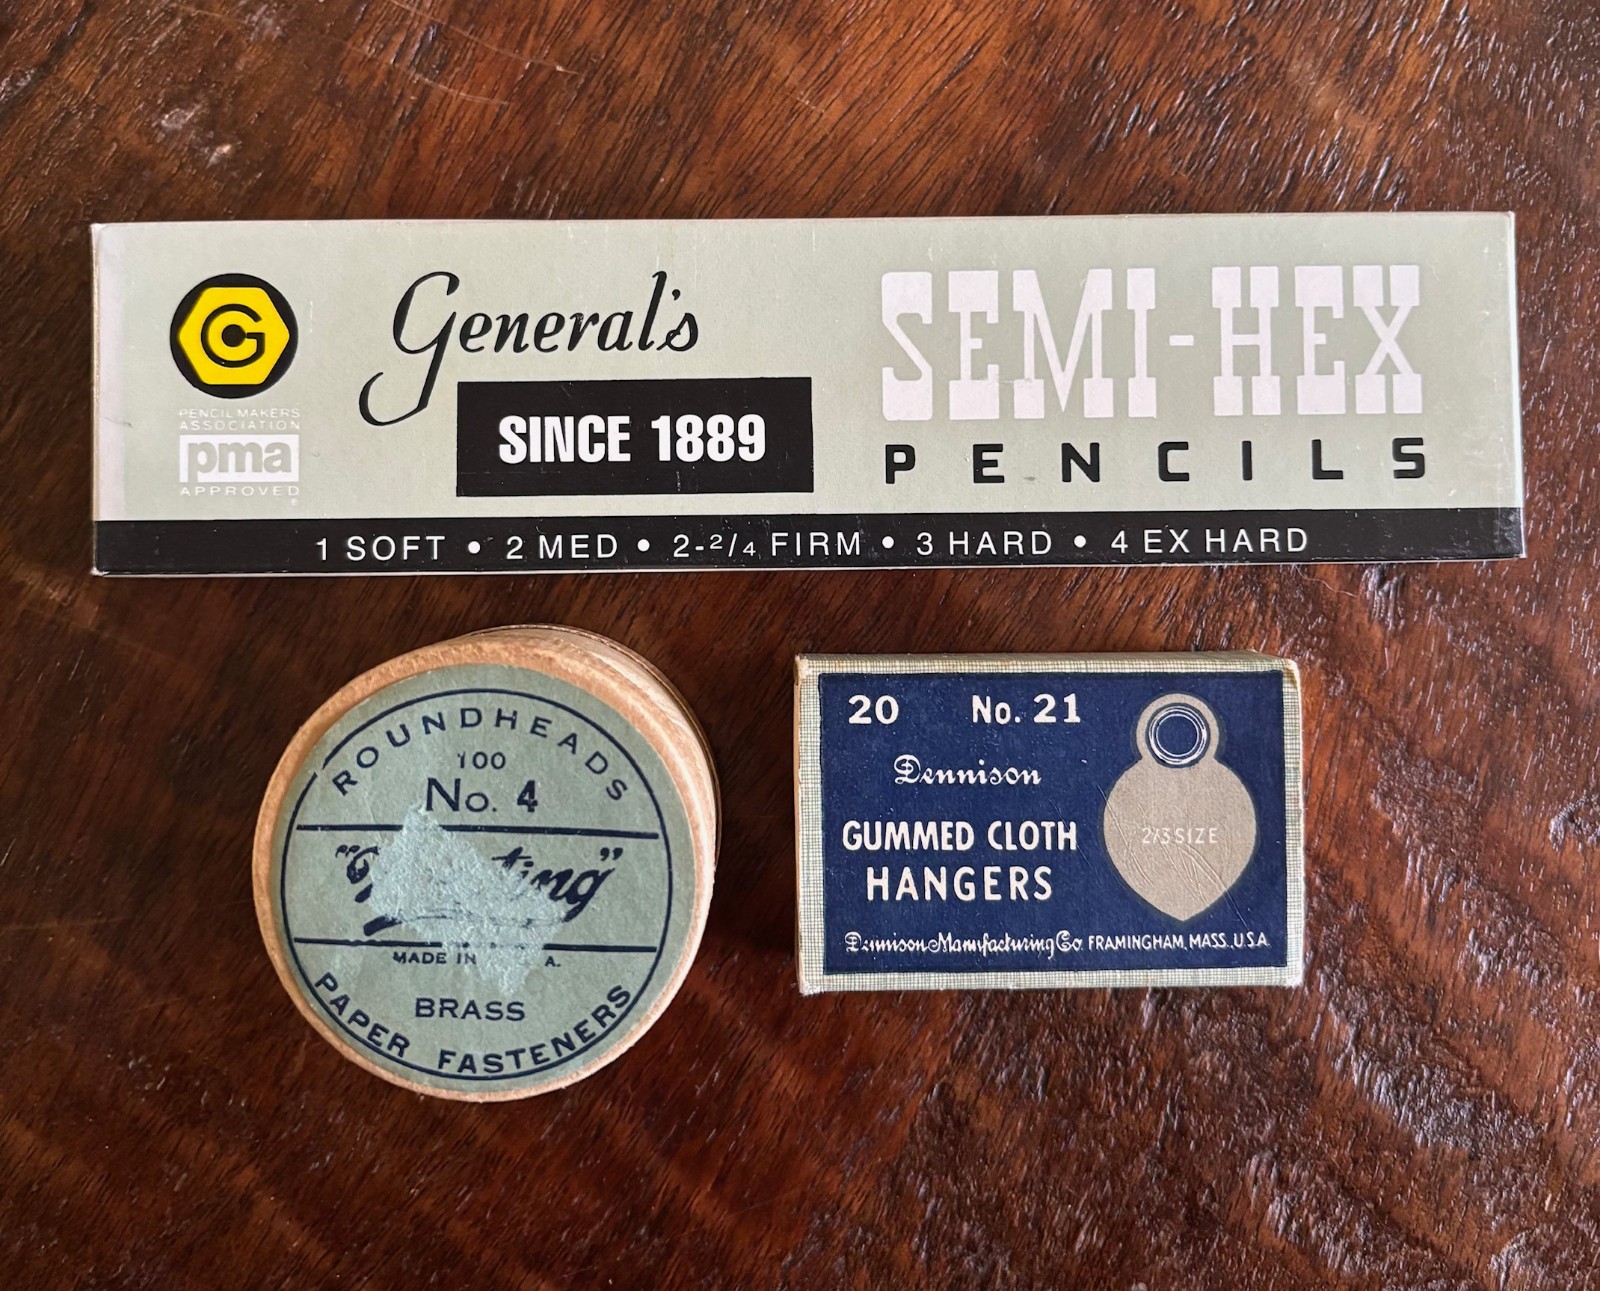 G
PENCIL MAKERS
ASSOCIATION
pma
APPROVED
®
General's
SINCE 1889
SEMI-HEX
PENCILS
1 SOFT • 2 MED • 2-2/4 FIRM • 3 HARD • 4 EX HARD
ROUNDHEADS
100
No. 4
MADE IN A.
BRASS
PAPER FASTENERS
20 No. 21
Dennison
GUMMED CLOTH
HANGERS
2/3 SIZE
Dennison Manufacturing Co. FRAMINGHAM, MASS., U.S.A.